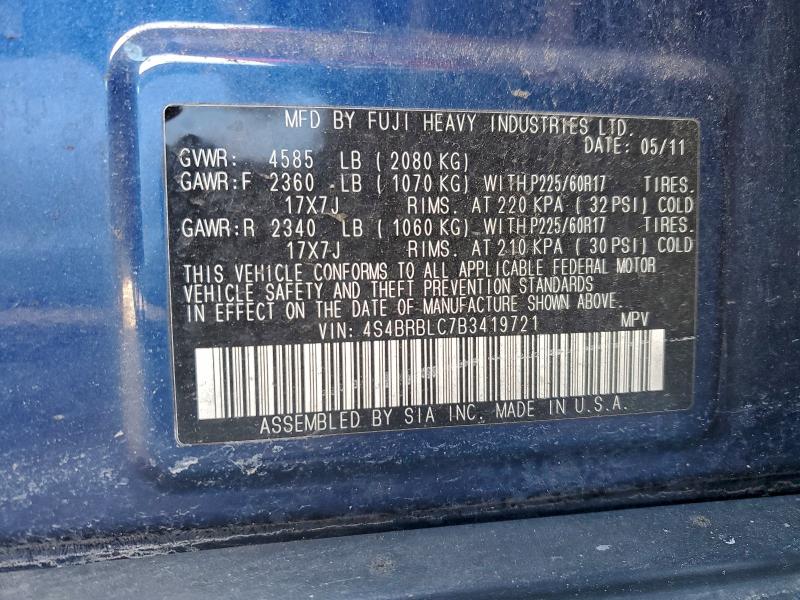 MFD BY FUJI HEAVY INDUSTRIES LTD.
DATE: 05/11
GVWR: 4585 LB (2080 KG)
GAWR:F 2360 LB (1070 KG) WITH P225/60R17 TIRES.
17X7J RIMS. AT 220 KPA (32 PSI) COLD
GAWR:R 2340 LB (1060 KG) WITH P225/60R17 TIRES.
17X7J RIMS. AT 210 KPA (30 PSI) COLD
THIS VEHICLE CONFORMS TO ALL APPLICABLE FEDERAL MOTOR
VEHICLE SAFETY AND THEFT PREVENTION STANDARDS
IN EFFECT ON THE DATE OF MANUFACTURE SHOWN ABOVE.
VIN: 4S4BRBLC7B3419721 MPV
ASSEMBLED BY SIA INC. MADE IN U.S.A.